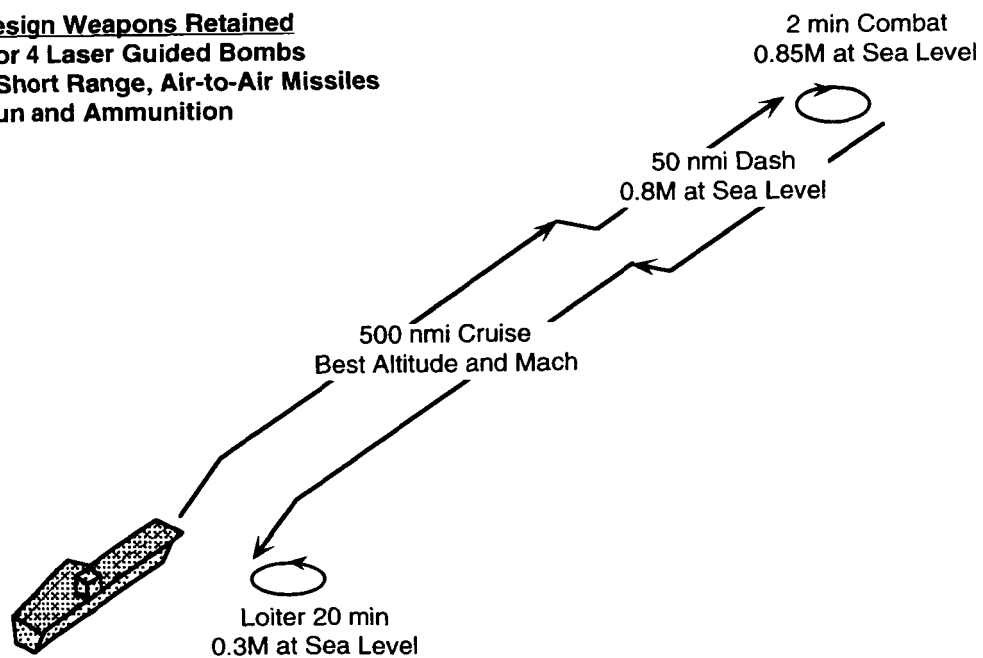 esign Weapons Retained
or 4 Laser Guided Bombs
Short Range, Air-to-Air Missiles
un and Ammunition
2 min Combat
0.85M at Sea Level
50 nmi Dash
0.8M at Sea Level
500 nmi Cruise
Best Altitude and Mach
Loiter 20 min
0.3M at Sea Level